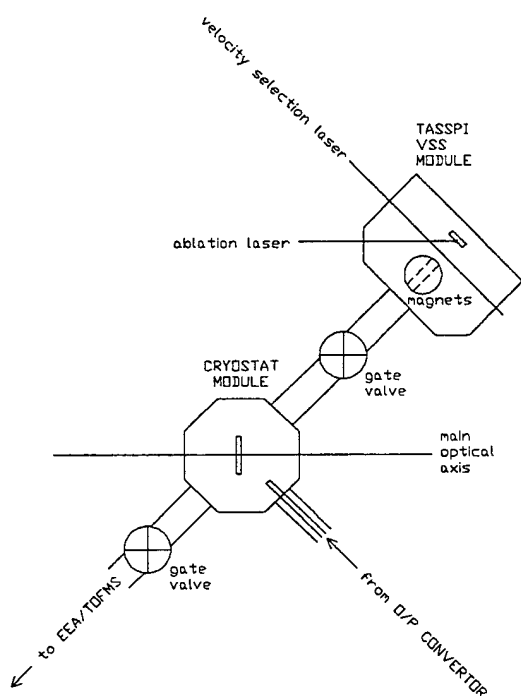 velocity selection laser
TASSPI
VSS
MODULE
ablation laser
magnets
CRYOSTAT
MODULE
gate
valve
main
optical
axis
gate
valve
to EEA/TOFMS
from O/P CONVERTOR